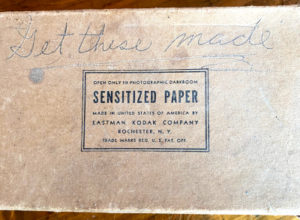 Get these made
OPEN ONLY IN PHOTOGRAPHIC DARKROOM
SENSITIZED PAPER
MADE IN UNITED STATES OF AMERICA BY
EASTMAN KODAK COMPANY
ROCHESTER, N. Y.
TRADE MARKS REG. U. S. PAT. OFF.